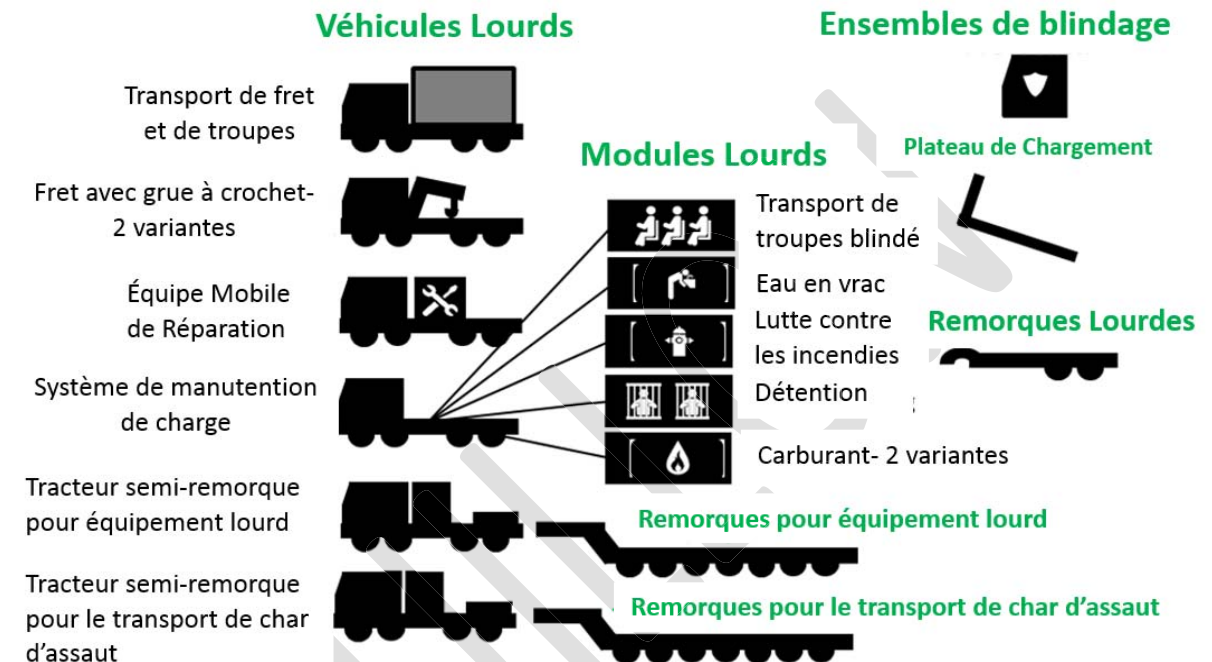 Véhicules Lourds
Transport de fret
et de troupes
Fret avec grue à crochet-
2 variantes
Équipe Mobile
de Réparation
Système de manutention
de charge
Tracteur semi-remorque
pour équipement lourd
Tracteur semi-remorque
pour le transport de char
d’assaut
Modules Lourds
Transport de
troupes blindé
Eau en vrac
Lutte contre
les incendies
Détention
Carburant- 2 variantes
Remorques pour équipement lourd
Remorques pour le transport de char d’assaut
Ensembles de blindage
Plateau de Chargement
Remorques Lourdes